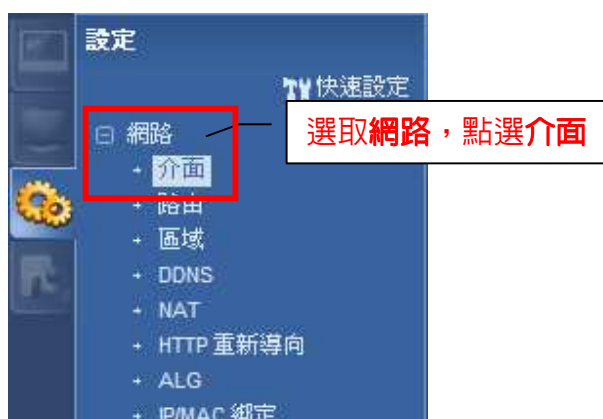 設定
快速設定
網路
選取網路，點選介面
介面
路由
區域
DDNS
NAT
HTTP 重新導向
ALG
IP/MAC 綁定